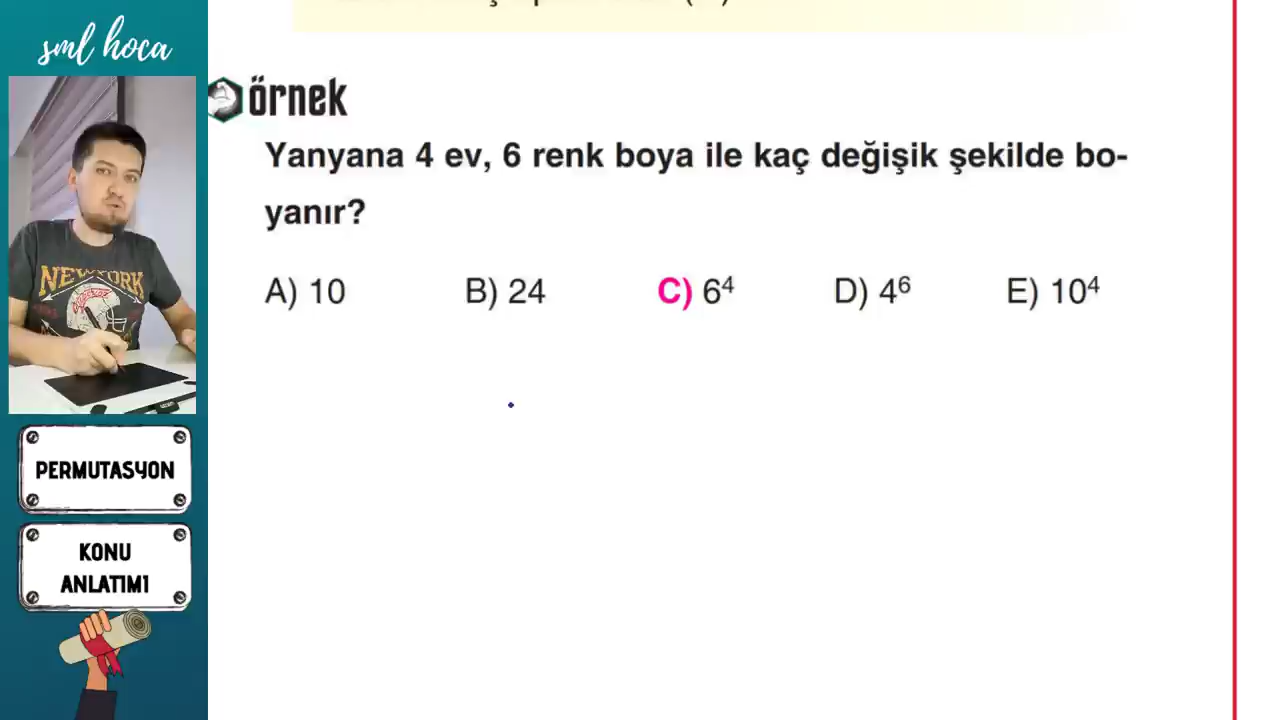 sml hoca
örnek
Yanyana 4 ev, 6 renk boya ile kaç değişik şekilde bo-
yanır?
A) 10 B) 24 C) 6⁴ D) 4⁶ E) 10⁴
NEW YORK
PERMUTASYON
KONU
ANLATIMI